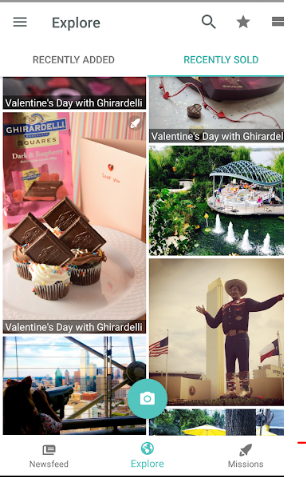 Explore
RECENTLY ADDED
RECENTLY SOLD
Valentine's Day with Ghirardelli
Valentine's Day with Ghirardel
GHIRARDELLI
SQUARES
Dark & Raspberry
Valentine's Day with Ghirardelli
Newsfeed
Explore
Missions